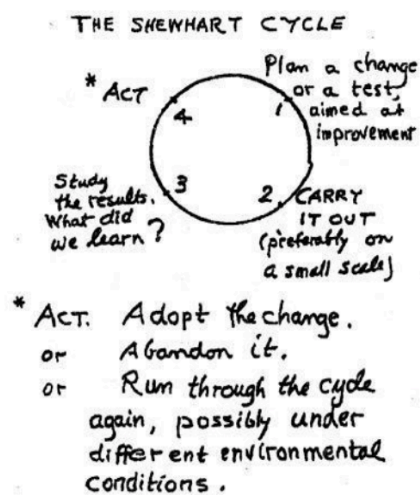 THE SHEWHART CYCLE
Plan a change
or a test,
aimed at
improvement
* ACT
4
1
3
2.
Study
the results.
What did
we learn?
CARRY
IT OUT
(preferably on
a small scale)
* ACT. Adopt the change.
or Abandon it.
or Run through the cycle
again, possibly under
different environmental
conditions.